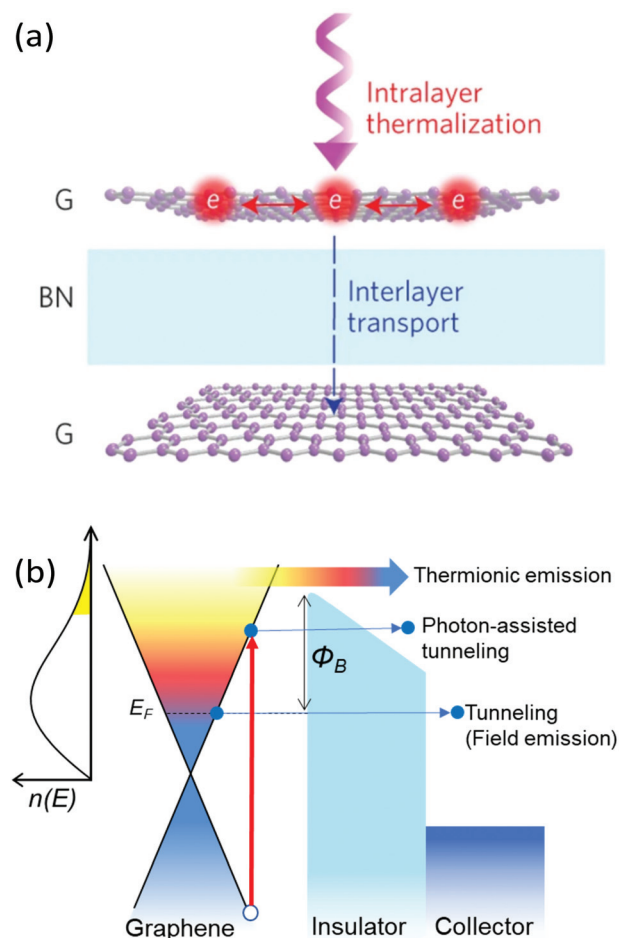 (a)
Intralayer
thermalization
G
e e e
BN
Interlayer
transport
G
(b)
Thermionic emission
Photon-assisted
tunneling
Φ_B
E_F
Tunneling
(Field emission)
n(E)
Graphene
Insulator
Collector